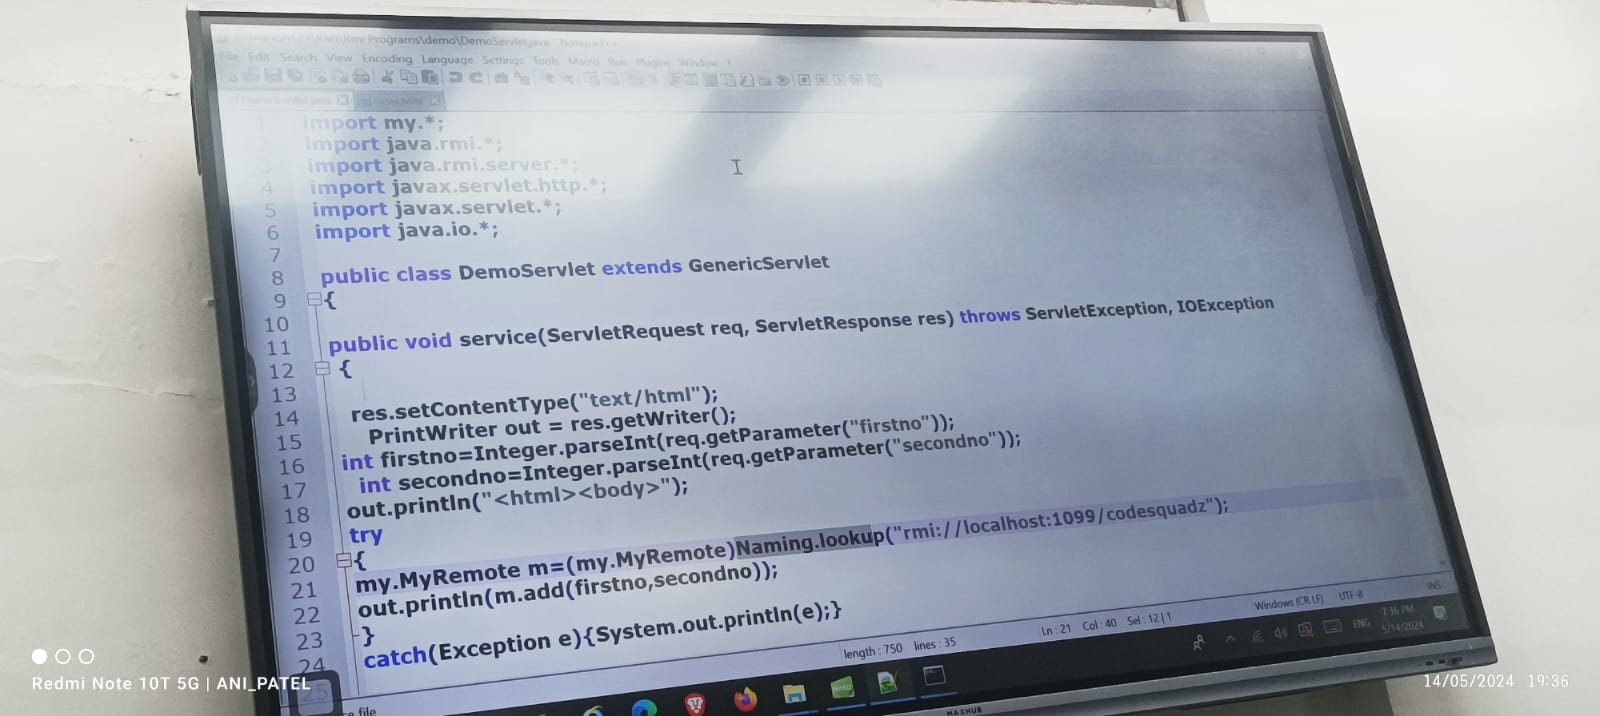 Programs\demo\DemoServlet.java - Notepad++
File Edit Search View Encoding Language Settings Tools Macro Run Plugins Window ?
DemoServlet.java index.html
1 import my.*;
2 import java.rmi.*;
3 import java.rmi.server.*;
4 import javax.servlet.http.*;
5 import javax.servlet.*;
6 import java.io.*;
7
8 public class DemoServlet extends GenericServlet
9 {
10
11 public void service(ServletRequest req, ServletResponse res) throws ServletException, IOException
12 {
13
14 res.setContentType("text/html");
15 PrintWriter out = res.getWriter();
16 int firstno=Integer.parseInt(req.getParameter("firstno"));
17 int secondno=Integer.parseInt(req.getParameter("secondno"));
18 out.println("<html><body>");
19 try
20 {
21 my.MyRemote m=(my.MyRemote)Naming.lookup("rmi://localhost:1099/codesquadz");
22 out.println(m.add(firstno,secondno));
23 }
24 catch(Exception e){System.out.println(e);}
25
file length : 750 lines : 35 Ln : 21 Col : 40 Sel : 12 | 1 Windows (CR LF) UTF-8 INS
ENG 7:36 PM
5/14/2024
MAXHUB
Redmi Note 10T 5G | ANI_PATEL
14/05/2024 19:36